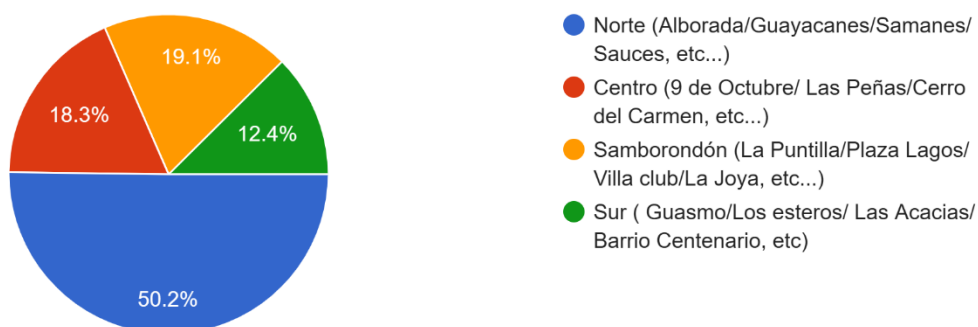 19.1%
18.3%
12.4%
50.2%
Norte (Alborada/Guayacanes/Samanes/
Sauces, etc...)
Centro (9 de Octubre/ Las Peñas/Cerro
del Carmen, etc...)
Samborondón (La Puntilla/Plaza Lagos/
Villa club/La Joya, etc...)
Sur ( Guasmo/Los esteros/ Las Acacias/
Barrio Centenario, etc)